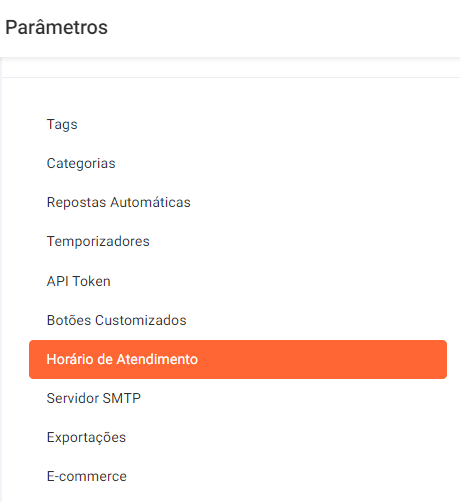 Parâmetros
Tags
Categorias
Repostas Automáticas
Temporizadores
API Token
Botões Customizados
Horário de Atendimento
Servidor SMTP
Exportações
E-commerce